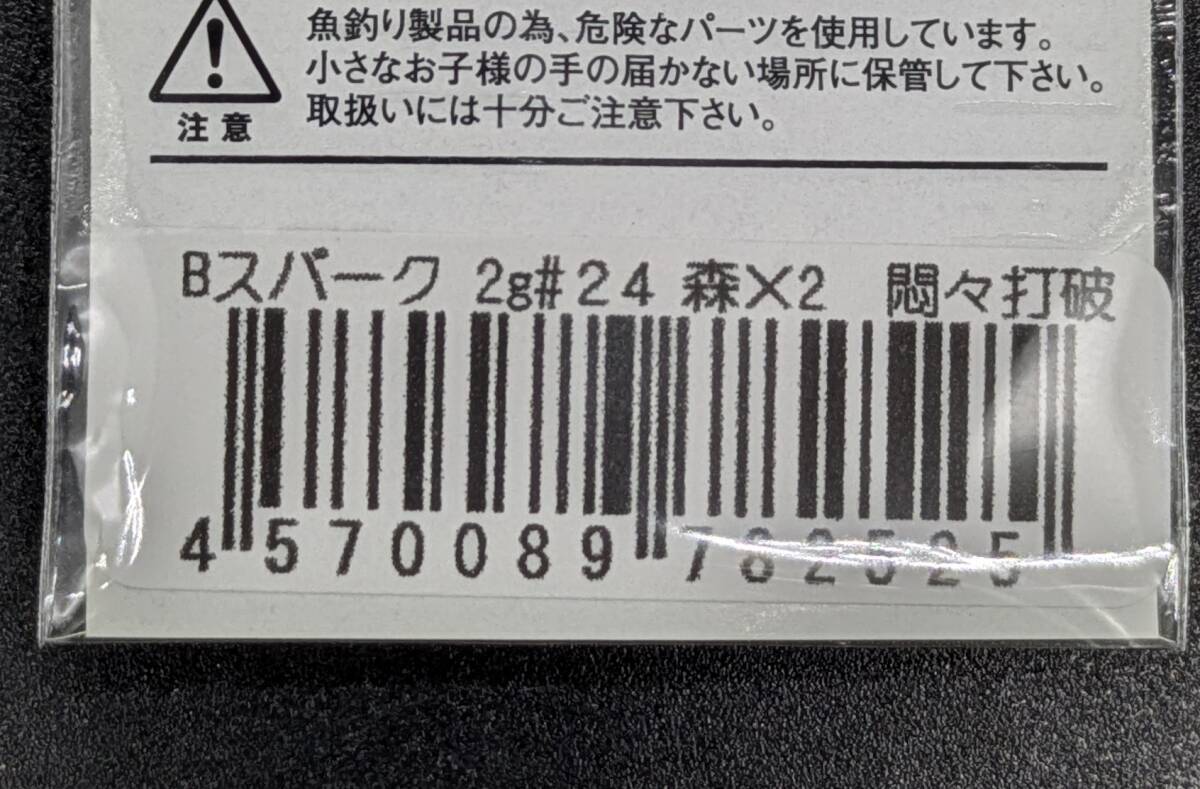 魚釣り製品の為、危険なパーツを使用しています。
小さなお子様の手の届かない場所に保管して下さい。
取扱いには十分ご注意下さい。
注意
Bスパーク 2g#24 森X2 悶々打破
4 570089 782525